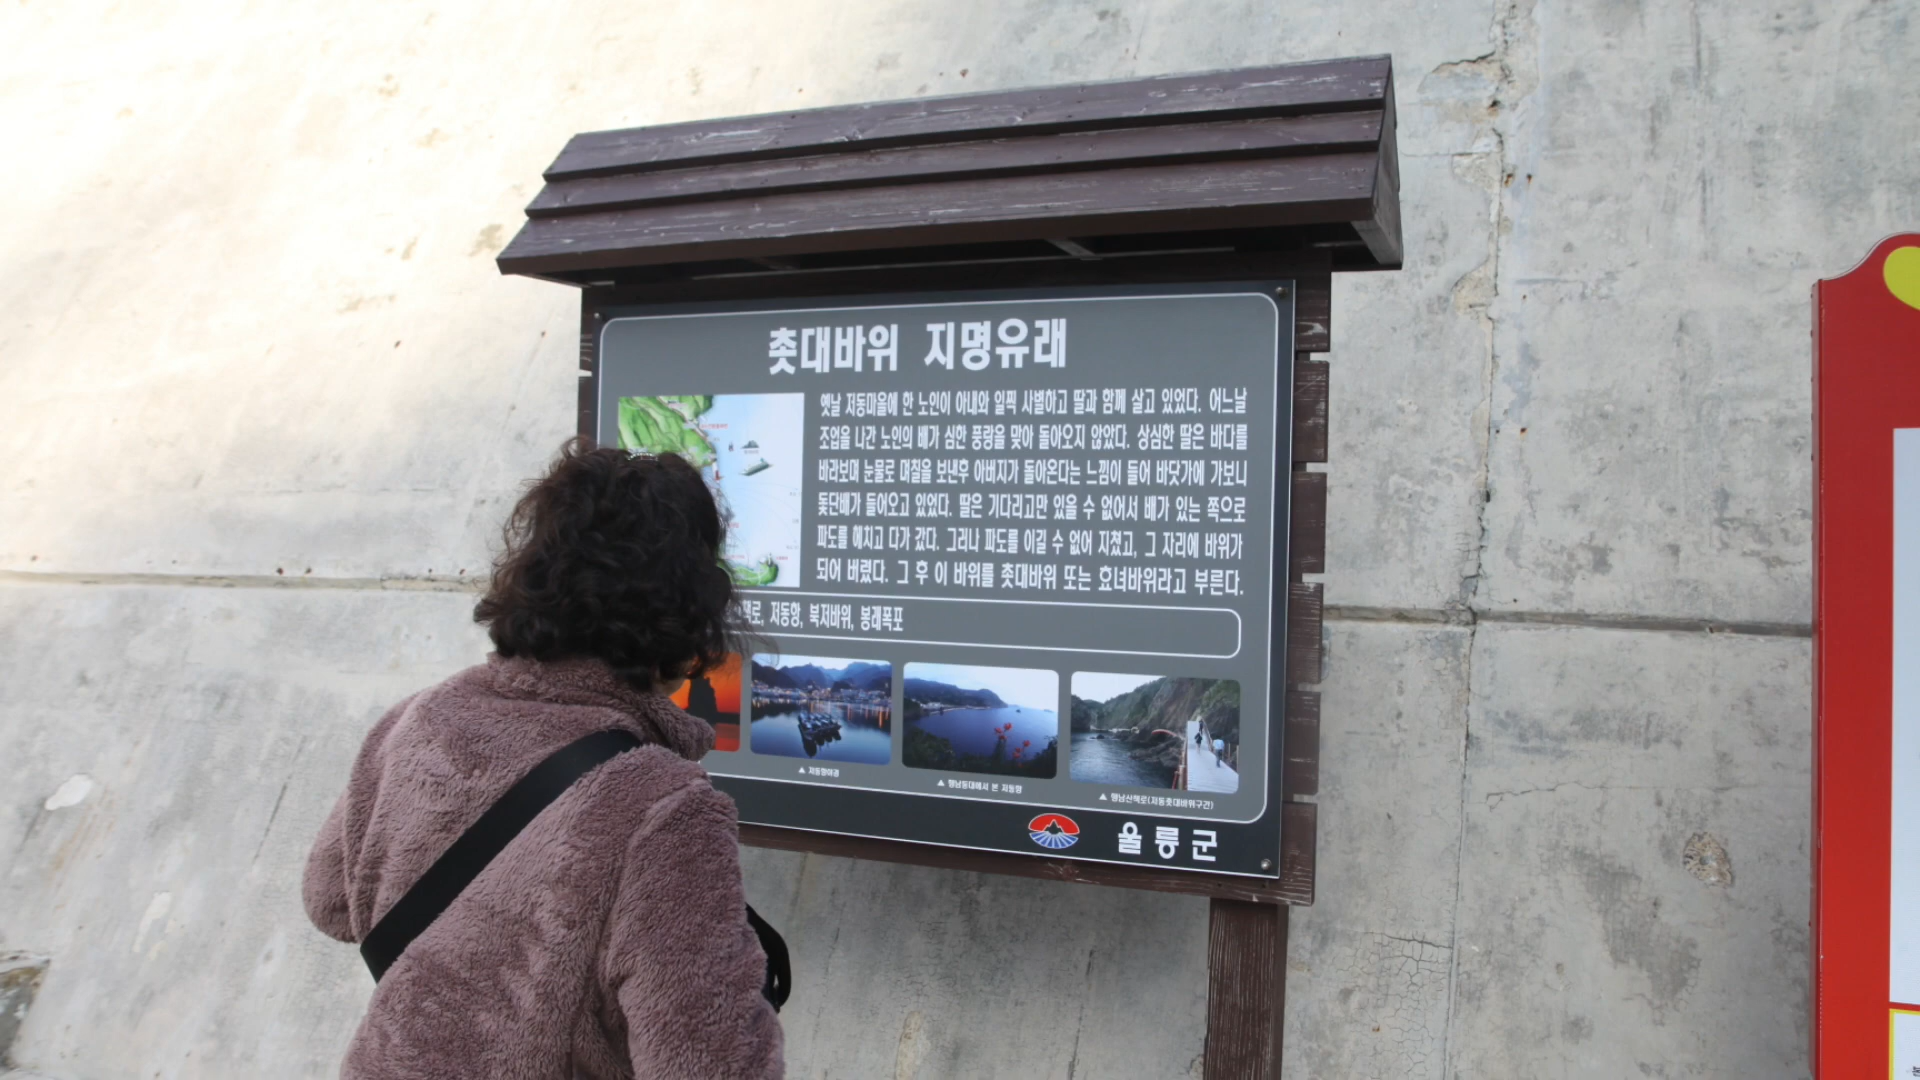 촛대바위 지명유래
옛날 저동마을에 한 노인이 아내와 일찍 사별하고 딸과 함께 살고 있었다. 어느날
조업을 나간 노인의 배가 심한 풍랑을 맞아 돌아오지 않았다. 상심한 딸은 바다를
바라보며 눈물로 며칠을 보낸후 아버지가 돌아온다는 느낌이 들어 바닷가에 가보니
돛단배가 들어오고 있었다. 딸은 기다리고만 있을 수 없어서 배가 있는 쪽으로
파도를 헤치고 다가 갔다. 그러나 파도를 이길 수 없어 지쳤고, 그 자리에 바위가
되어 버렸다. 그 후 이 바위를 촛대바위 또는 효녀바위라고 부른다.
책로, 저동항, 북저바위, 봉래폭포
▲ 저동항야경
▲ 행남등대에서 본 저동항
▲ 행남산책로(저동촛대바위구간)
울릉군